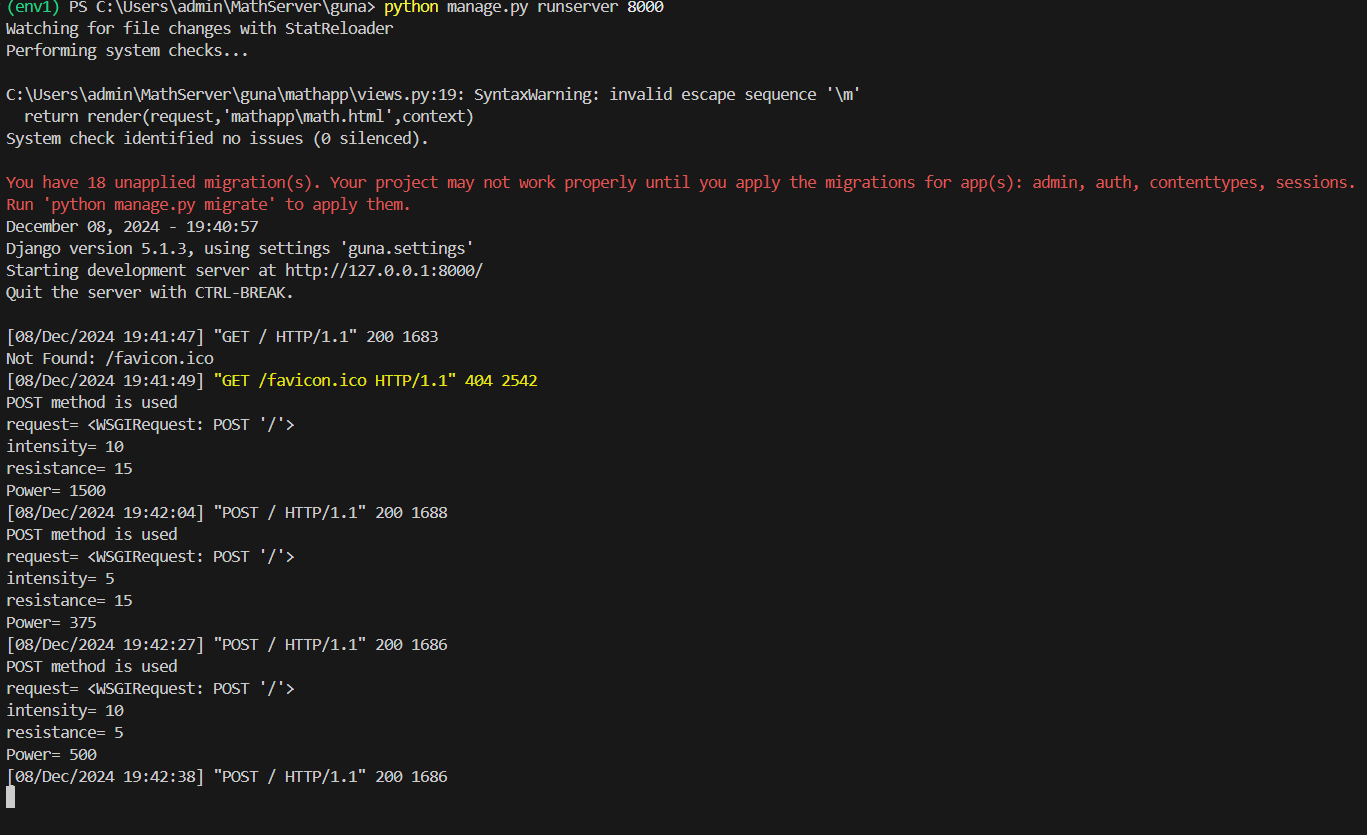 (env1) PS C:\Users\admin\MathServer\guna> python manage.py runserver 8000
Watching for file changes with StatReloader
Performing system checks...
C:\Users\admin\MathServer\guna\mathapp\views.py:19: SyntaxWarning: invalid escape sequence '\m'
return render(request,'mathapp\math.html',context)
System check identified no issues (0 silenced).
You have 18 unapplied migration(s). Your project may not work properly until you apply the migrations for app(s): admin, auth, contenttypes, sessions.
Run 'python manage.py migrate' to apply them.
December 08, 2024 - 19:40:57
Django version 5.1.3, using settings 'guna.settings'
Starting development server at http://127.0.0.1:8000/
Quit the server with CTRL-BREAK.
[08/Dec/2024 19:41:47] "GET / HTTP/1.1" 200 1683
Not Found: /favicon.ico
[08/Dec/2024 19:41:49] "GET /favicon.ico HTTP/1.1" 404 2542
POST method is used
request= <WSGIRequest: POST '/'>
intensity= 10
resistance= 15
Power= 1500
[08/Dec/2024 19:42:04] "POST / HTTP/1.1" 200 1688
POST method is used
request= <WSGIRequest: POST '/'>
intensity= 5
resistance= 15
Power= 375
[08/Dec/2024 19:42:27] "POST / HTTP/1.1" 200 1686
POST method is used
request= <WSGIRequest: POST '/'>
intensity= 10
resistance= 5
Power= 500
[08/Dec/2024 19:42:38] "POST / HTTP/1.1" 200 1686